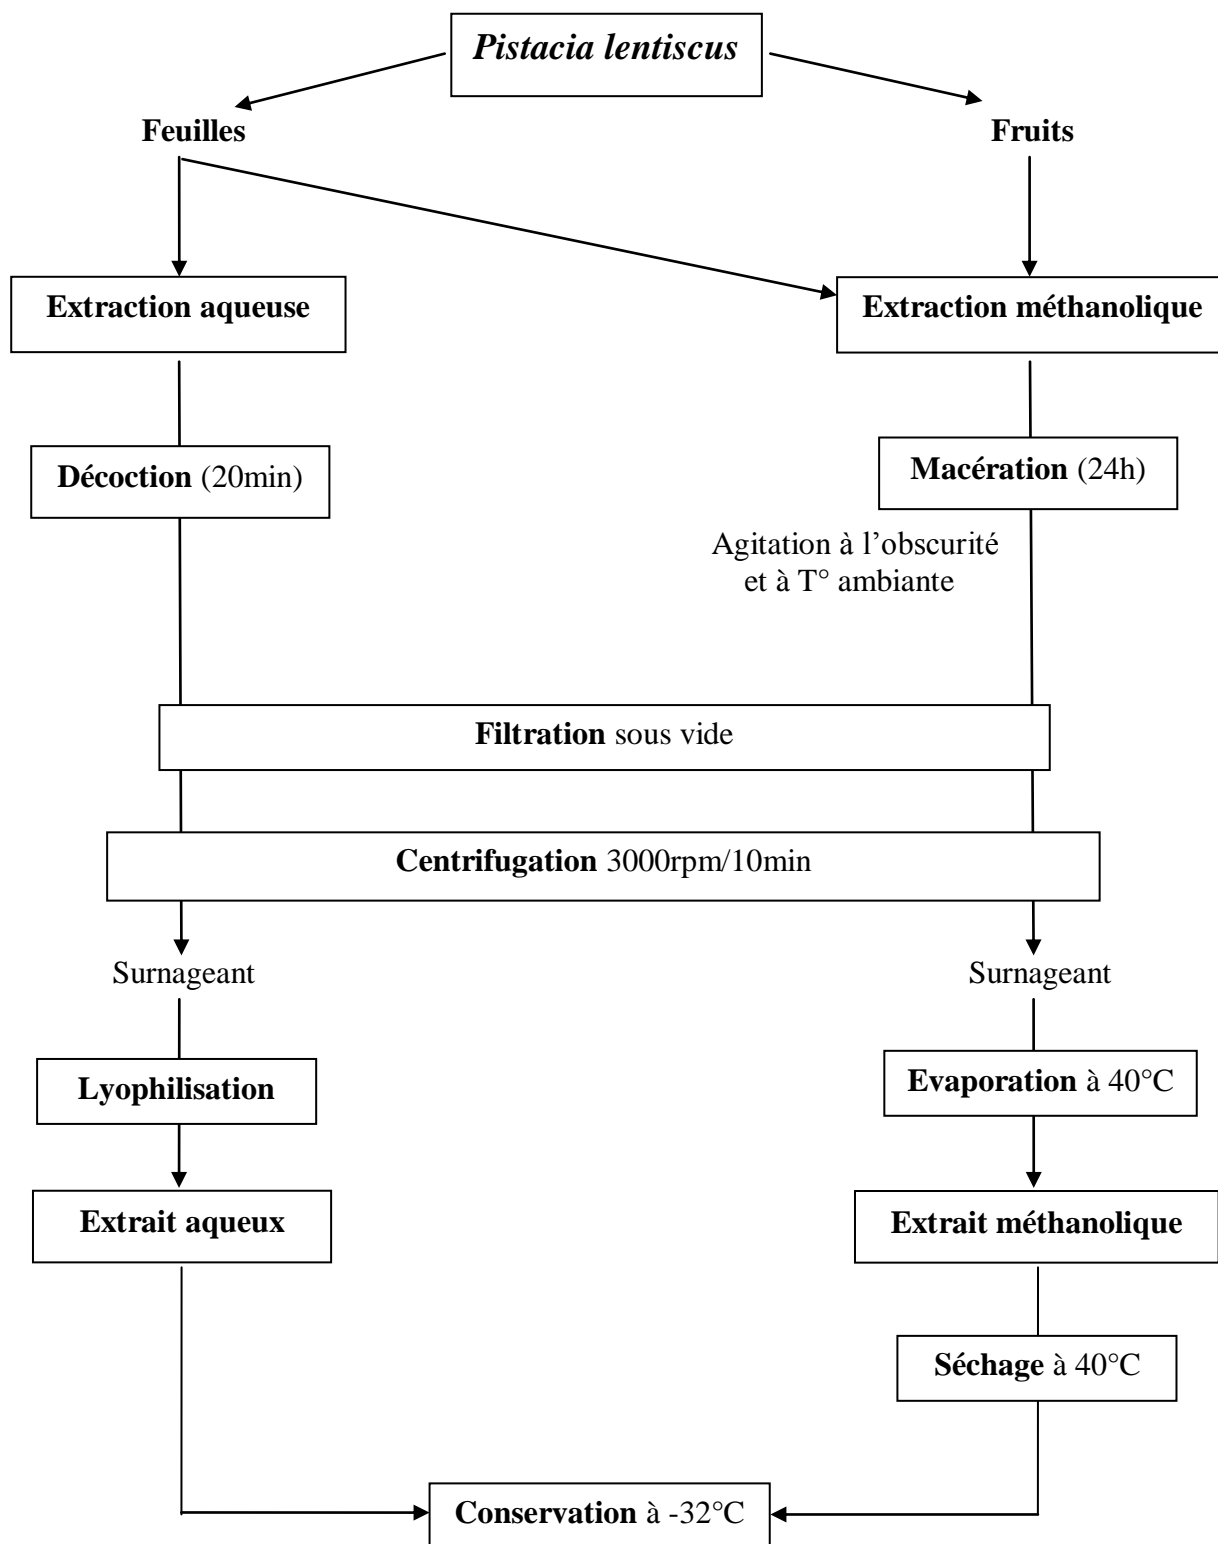 Pistacia lentiscus
Feuilles
Fruits
Extraction aqueuse
Extraction méthanolique
Décoction (20min)
Macération (24h)
Agitation à l’obscurité
et à T° ambiante
Filtration sous vide
Centrifugation 3000rpm/10min
Surnageant
Surnageant
Lyophilisation
Evaporation à 40°C
Extrait aqueux
Extrait méthanolique
Séchage à 40°C
Conservation à -32°C